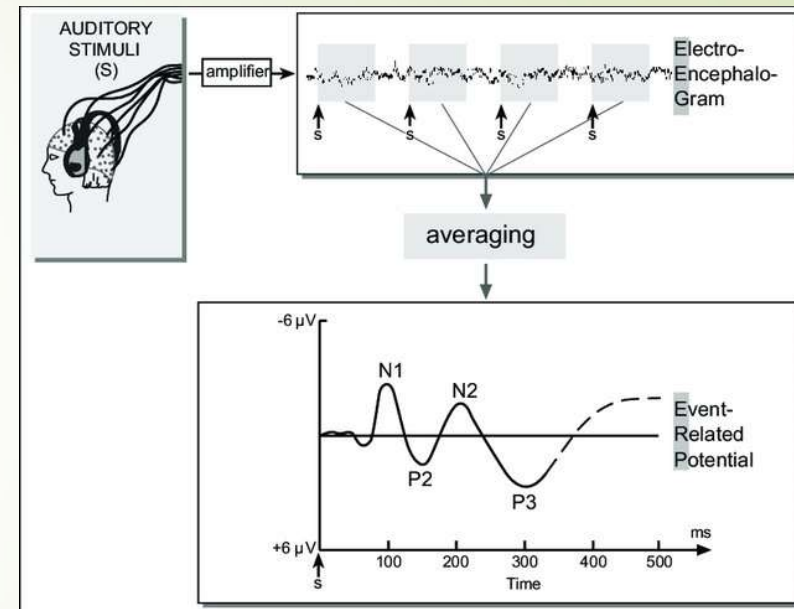 AUDITORY
STIMULI
(S)
amplifier
Electro-
Encephalo-
Gram
s
s
s
s
averaging
-6 µV
N1
N2
P2
P3
Event-
Related
Potential
+6 µV
ms
100
200
300
400
500
s
Time